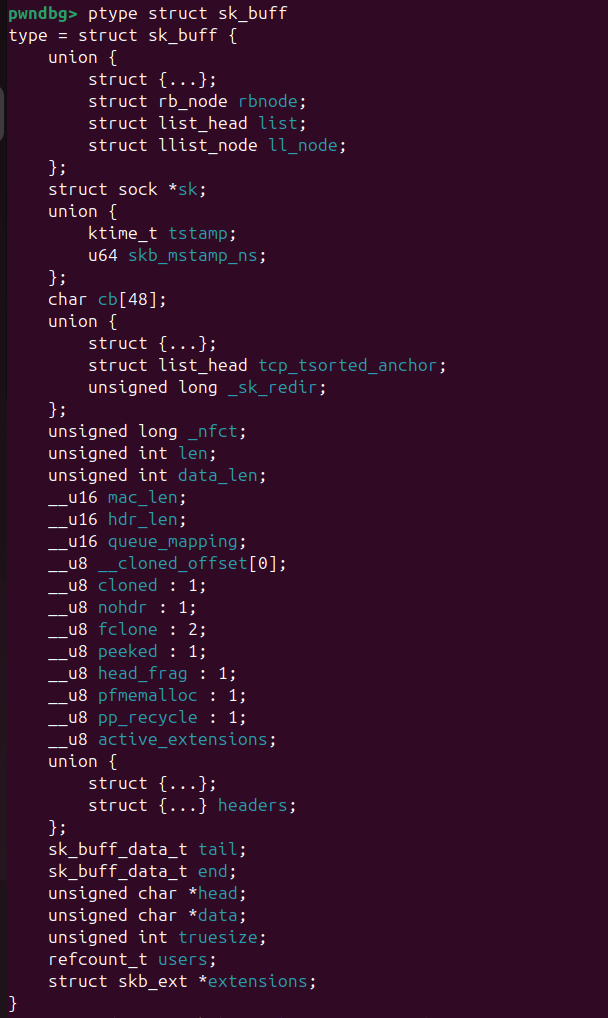 pwndbg> ptype struct sk_buff
type = struct sk_buff {
    union {
        struct {...};
        struct rb_node rbnode;
        struct list_head list;
        struct llist_node ll_node;
    };
    struct sock *sk;
    union {
        ktime_t tstamp;
        u64 skb_mstamp_ns;
    };
    char cb[48];
    union {
        struct {...};
        struct list_head tcp_tsorted_anchor;
        unsigned long _sk_redir;
    };
    unsigned long _nfct;
    unsigned int len;
    unsigned int data_len;
    __u16 mac_len;
    __u16 hdr_len;
    __u16 queue_mapping;
    __u8 __cloned_offset[0];
    __u8 cloned : 1;
    __u8 nohdr : 1;
    __u8 fclone : 2;
    __u8 peeked : 1;
    __u8 head_frag : 1;
    __u8 pfmemalloc : 1;
    __u8 pp_recycle : 1;
    __u8 active_extensions;
    union {
        struct {...};
        struct {...} headers;
    };
    sk_buff_data_t tail;
    sk_buff_data_t end;
    unsigned char *head;
    unsigned char *data;
    unsigned int truesize;
    refcount_t users;
    struct skb_ext *extensions;
}